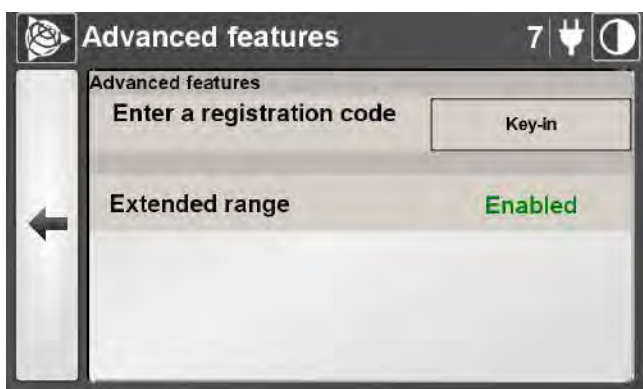 Advanced features
7
Advanced features
Enter a registration code
Key-in
Extended range
Enabled